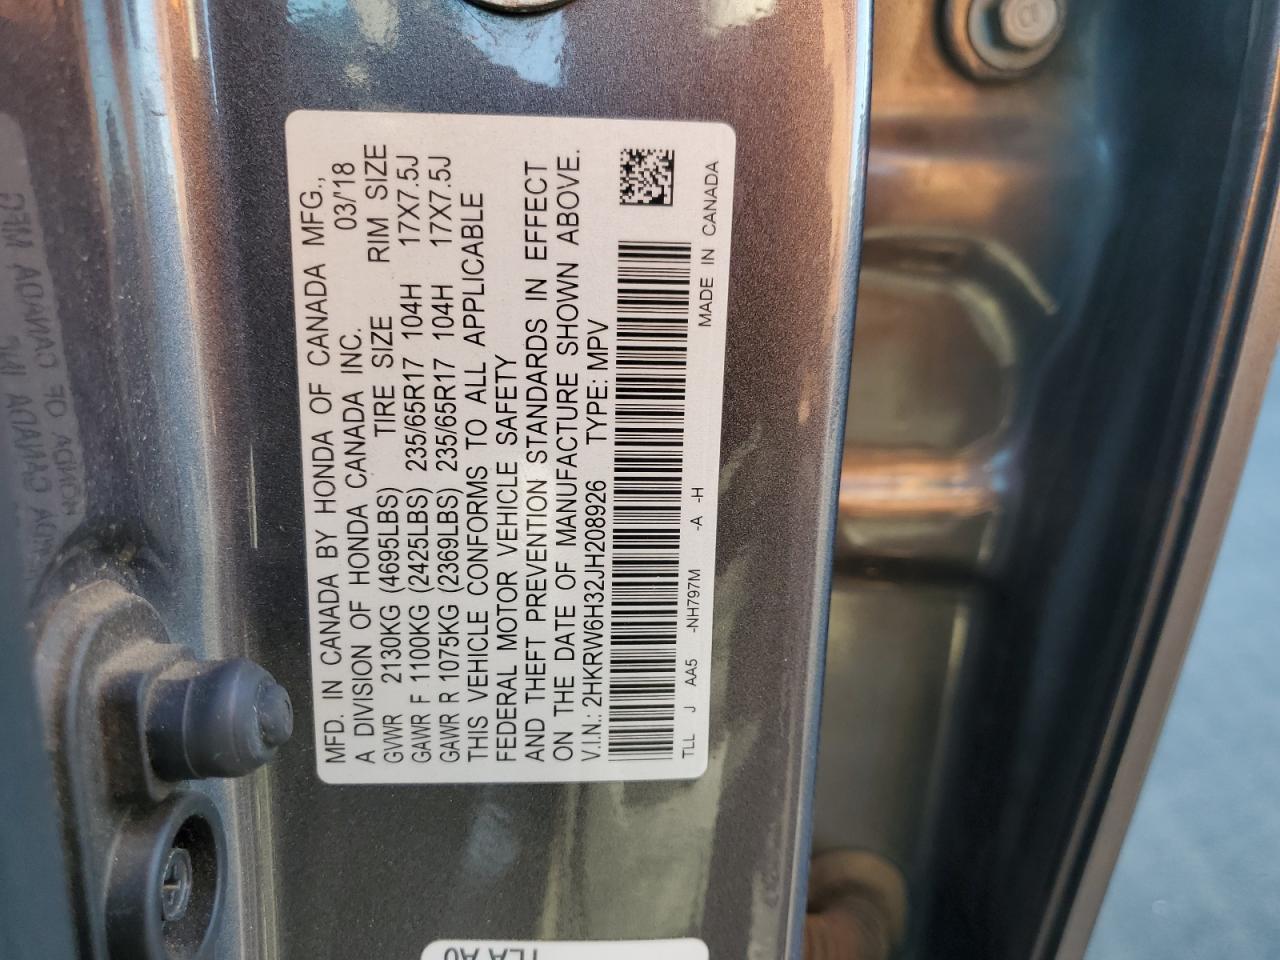 MFD. IN CANADA BY HONDA OF CANADA MFG.,
A DIVISION OF HONDA CANADA INC. 03/'18
GVWR 2130KG (4695LBS) TIRE SIZE RIM SIZE
GAWR F 1100KG (2425LBS) 235/65R17 104H 17X7.5J
GAWR R 1075KG (2369LBS) 235/65R17 104H 17X7.5J
THIS VEHICLE CONFORMS TO ALL APPLICABLE
FEDERAL MOTOR VEHICLE SAFETY
AND THEFT PREVENTION STANDARDS IN EFFECT
ON THE DATE OF MANUFACTURE SHOWN ABOVE.
V.I.N.: 2HKRW6H32JH208926 TYPE: MPV
TLL J AA5 -NH797M -A -H MADE IN CANADA
TLA A0